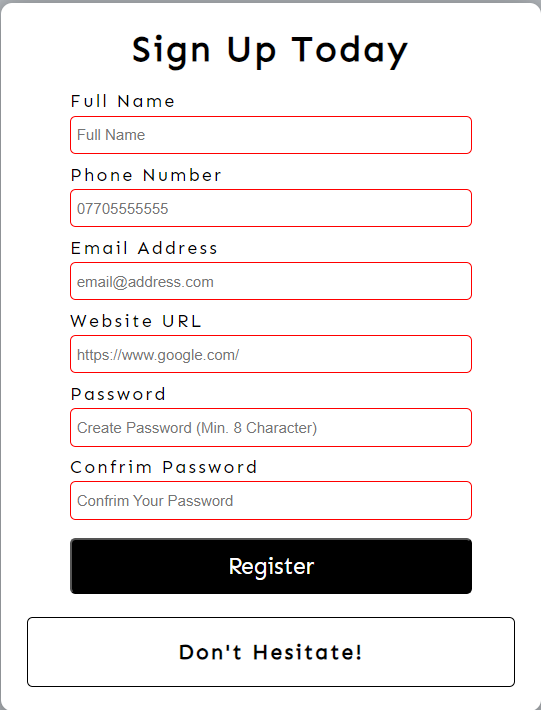 Sign Up Today
Full Name
Full Name
Phone Number
07705555555
Email Address
email@address.com
Website URL
https://www.google.com/
Password
Create Password (Min. 8 Character)
Confrim Password
Confrim Your Password
Register
Don't Hesitate!